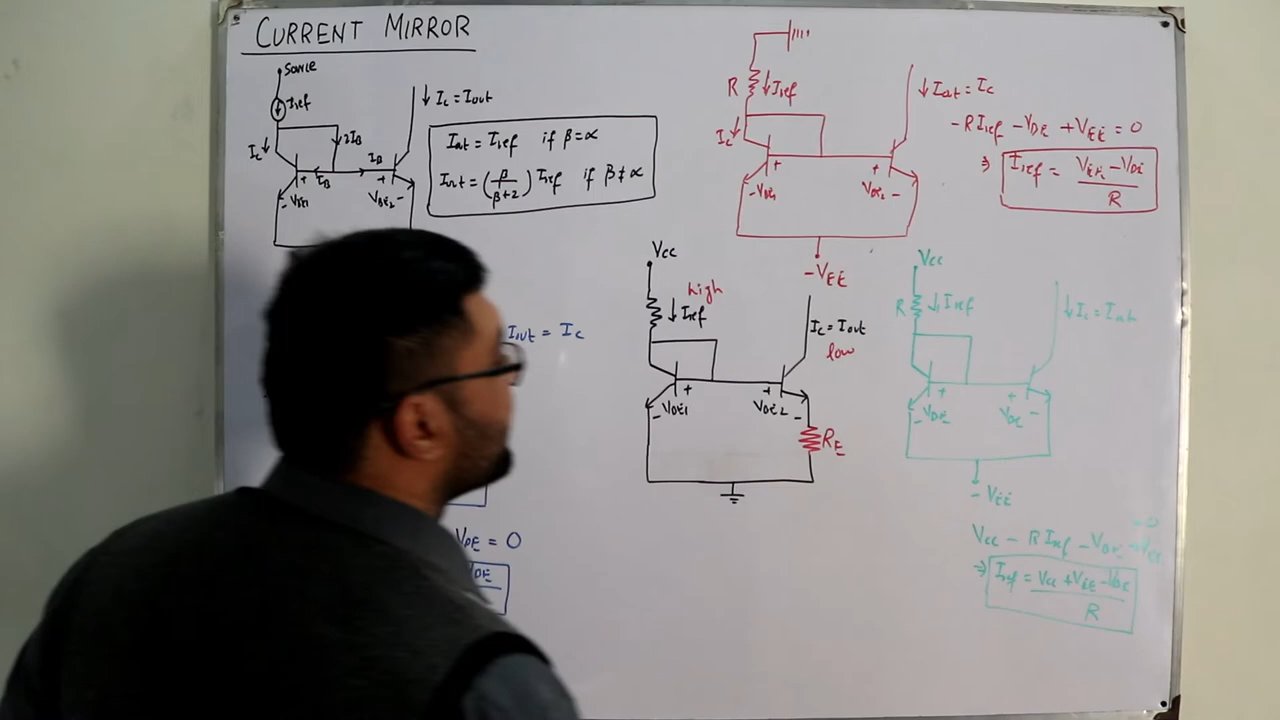 CURRENT MIRROR
Source
Iref
Ic ↓
2IB
IB
IB
+
+
- VBE1
VBE2 -
↓ Ic = Iout
Iout = Iref if β = α
Iout = (β/β+2) Iref if β ≠ α
R
↓ Iref
Ic ↓
+
+
- VBE1
VBE2 -
-VEE
↓ Iout = Ic
-R Iref - VBE + VEE = 0
⇒ Iref = VEE - VBE
R
Iout = Ic
VBE = 0
VBE
Vcc
high
↓ Iref
Ic = Iout
low
+
+
- VBE1
VBE2 -
RE
Vcc
R
↓ Iref
↓ Ic = Iout
+
+
- VBE
VBE -
- VEE
Vcc - R Iref - VBE + VEE
= 0
⇒ Iref = Vcc + VEE - VBE
R